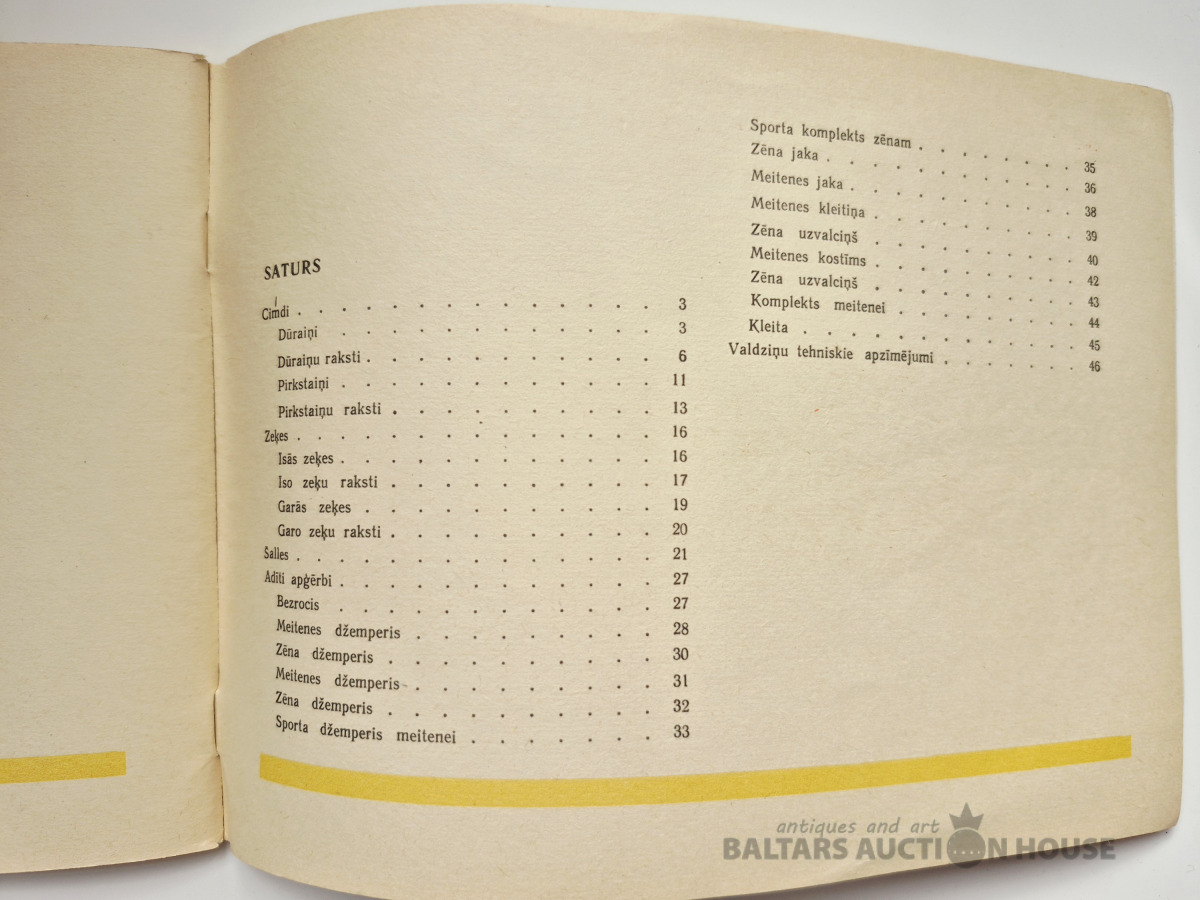 SATURS
Cimdi . . . . . . . . . . 3
Dūraiņi . . . . . . . . . 3
Dūraiņu raksti . . . . . . . . 6
Pirkstaiņi . . . . . . . . . 11
Pirkstaiņu raksti . . . . . . . 13
Zeķes . . . . . . . . . . 16
Isās zeķes . . . . . . . . . 16
Iso zeķu raksti . . . . . . . 17
Garās zeķes . . . . . . . . 19
Garo zeķu raksti . . . . . . . 20
Salles . . . . . . . . . . 21
Adīti apģērbi . . . . . . . . . 27
Bezrocis . . . . . . . . . 27
Meitenes džemperis . . . . . . . 28
Zēna džemperis . . . . . . . . 30
Meitenes džemperis . . . . . . . 31
Zēna džemperis . . . . . . . . 32
Sporta džemperis meitenei . . . . . 33
Sporta komplekts zēnam . . . . . . 35
Zēna jaka . . . . . . . . 36
Meitenes jaka . . . . . . . . 38
Meitenes kleitiņa . . . . . . . 39
Zēna uzvalciņš . . . . . . . 40
Meitenes kostīms . . . . . . . 42
Zēna uzvalciņš . . . . . . . 43
Komplekts meitenei . . . . . . 44
Kleita . . . . . . . . . 45
Valdziņu tehniskie apzīmējumi . . . . . 46
antiques and art
BALTARS AUCTION HOUSE